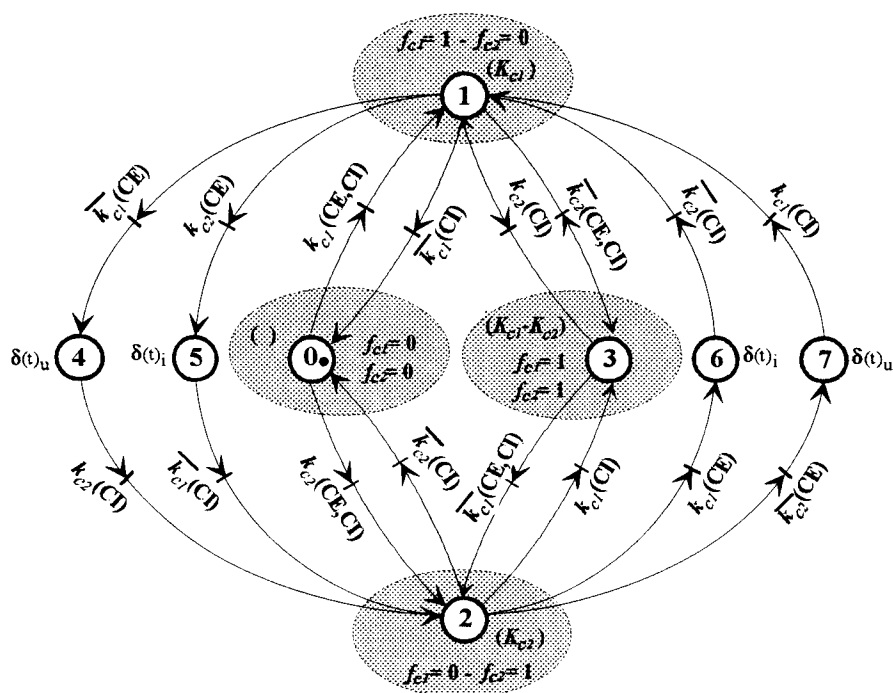 f_c1= 1 - f_c2= 0
(K_c1)
1
k̅_c1(CE)
k_c2(CE)
k_c1(CE,CI)
k̅_c1(CI)
k_c2(CI)
k̅_c2(CE,CI)
k̅_c2(CI)
k_c1(CI)
δ(t)u
4
δ(t)i
5
( )
0
f_c1= 0
f_c2= 0
(K_c1-K_c2)
f_c1= 1
f_c2= 1
3
6
δ(t)i
7
δ(t)u
k_c2(CI)
k̅_c1(CI)
k_c2(CE,CI)
k̅_c2(CI)
k̅_c1(CE,CI)
k_c1(CI)
k_c1(CE)
k̅_c2(CE)
2
(K_c2)
f_c1= 0 - f_c2= 1